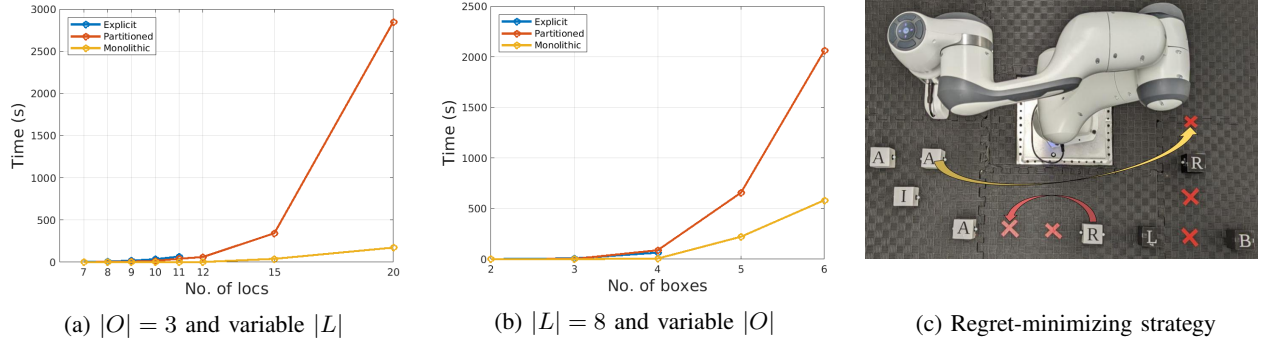 3000
2500
2000
1500
1000
500
0
Time (s)
Explicit
Partitioned
Monolithic
7 8 9 10 11 12 15 20
No. of locs
(a) |O| = 3 and variable |L|
2500
2000
1500
1000
500
0
Time (s)
Explicit
Partitioned
Monolithic
2 3 4 5 6
No. of boxes
(b) |L| = 8 and variable |O|
A A R
I
A R L B
(c) Regret-minimizing strategy